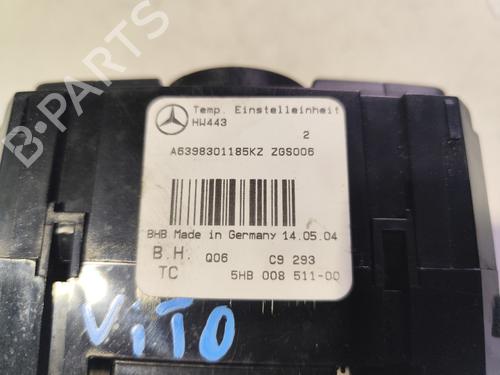 Temp. Einstelleinheit
HW443
2
A6398301185KZ ZGS006
BHB Made in Germany 14.05.04
B.H. Q06 C9 293
TC 5HB 008 511-00
ViTO
B-PARTS